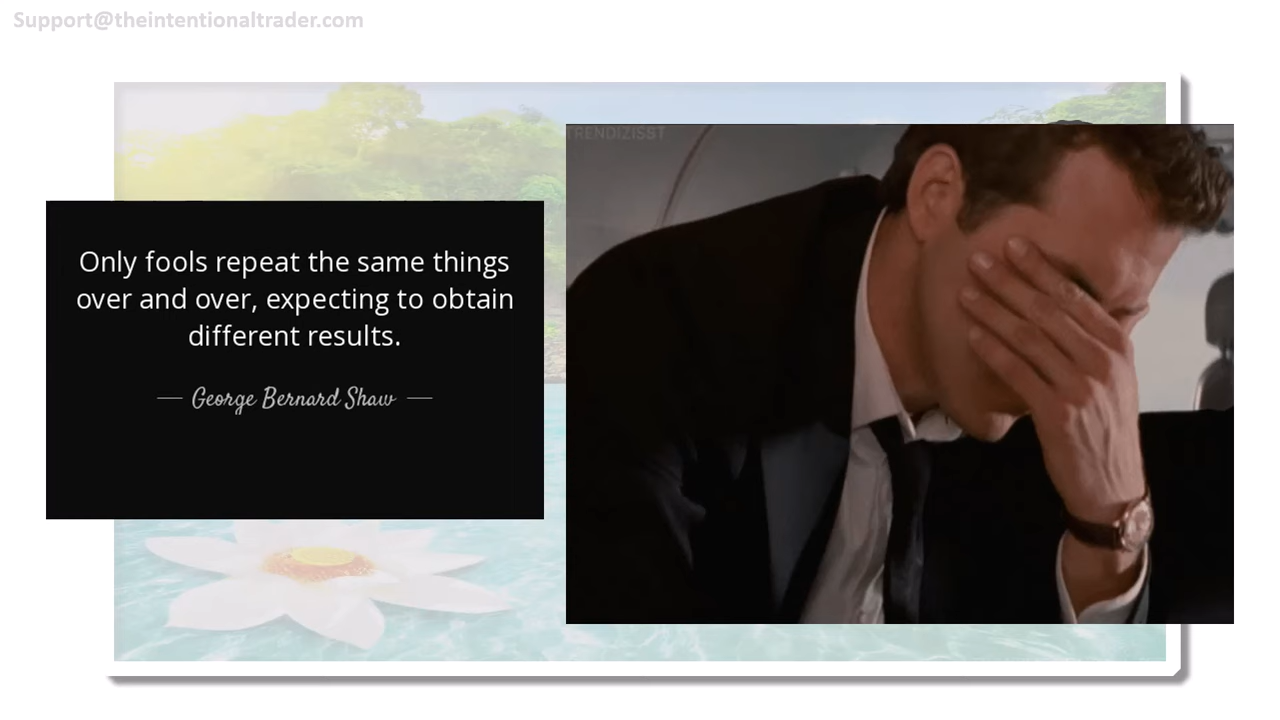 Support@theintentionaltrader.com
TRENDIZISBT
Only fools repeat the same things
over and over, expecting to obtain
different results.
George Bernard Shaw